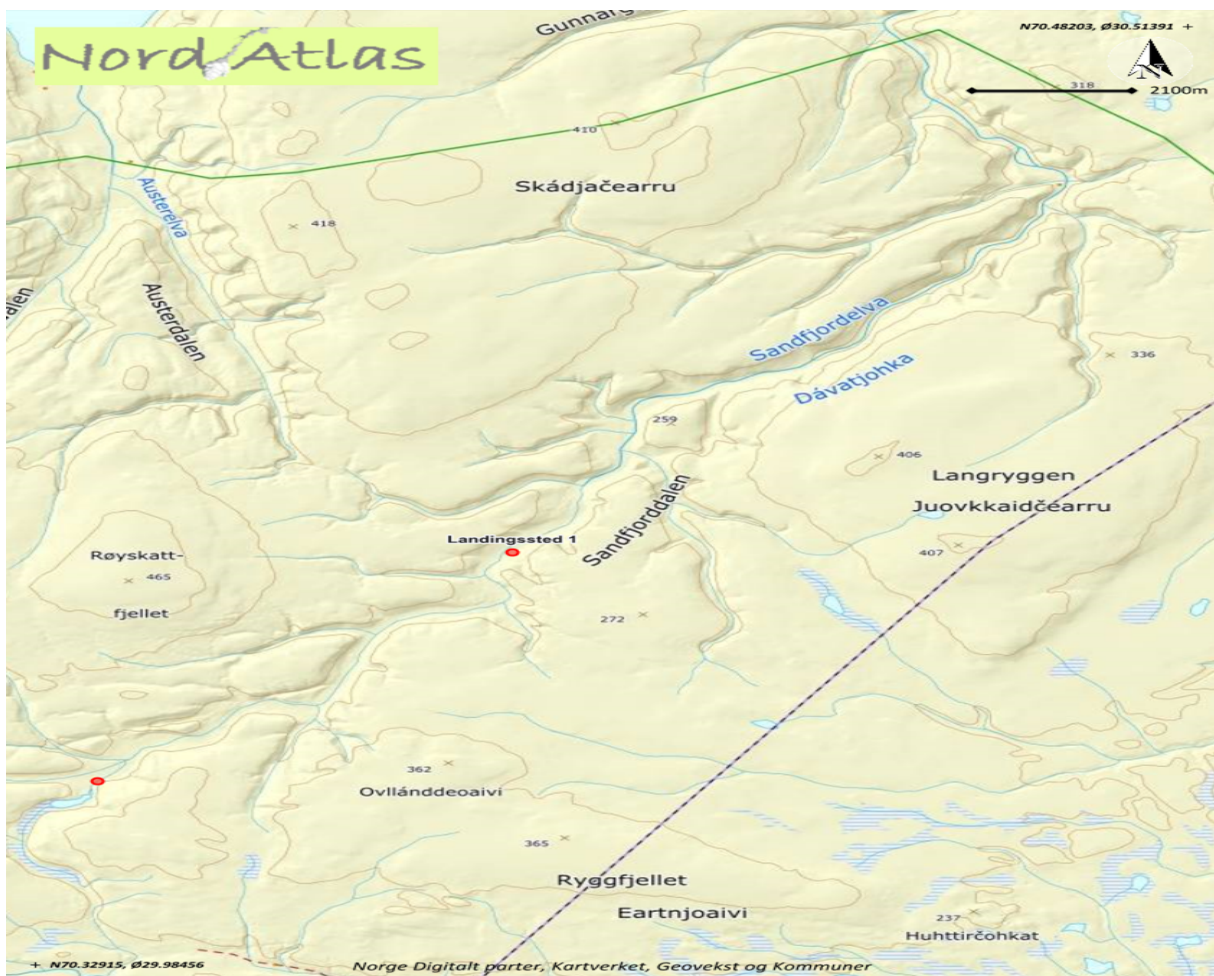 Gunnarg
N70.48203, Ø30.51391 +
Nord Atlas
N
318
2100m
410
Skádjačearru
Austerelva
418
dalen
Austerdalen
Sandfjordelva
336
Dávatjohka
259
406
Langryggen
Juovkkaidčearru
Sandfjorddalen
Landingssted 1
407
Røyskatt-
465
fjellet
272
362
Ovllánddeoaivi
365
Ryggfjellet
Eartnjoaivi
237
Huhttirčohkat
+ N70.32915, Ø29.98456
Norge Digitalt parter, Kartverket, Geovekst og Kommuner